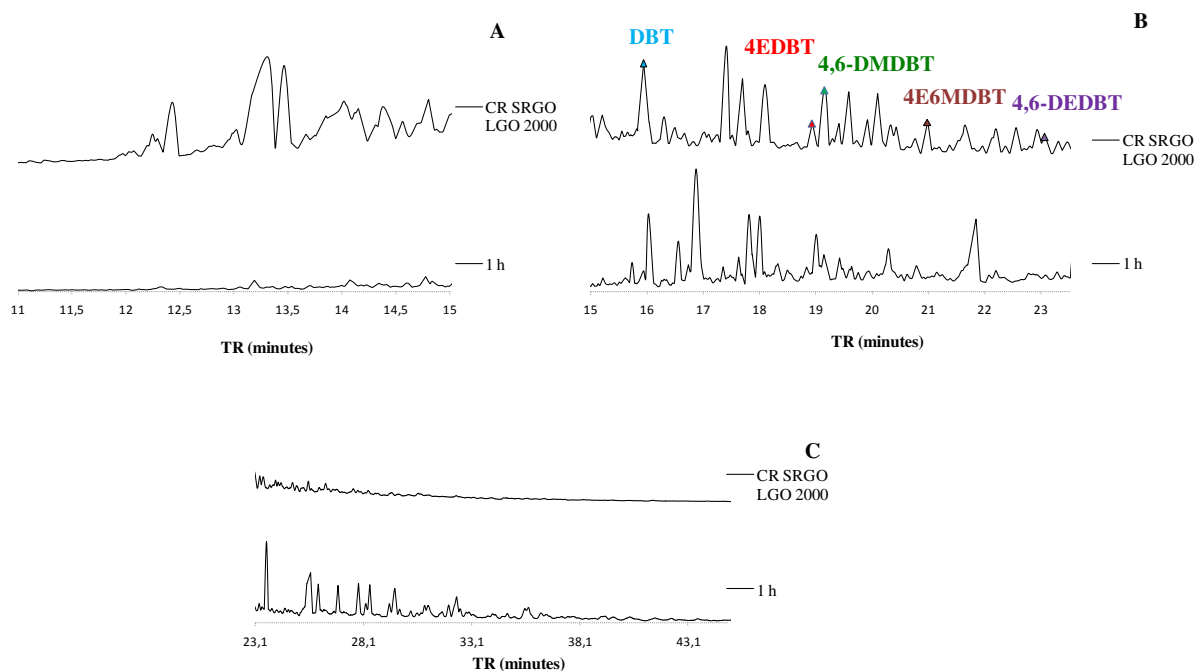 A
CR SRGO
LGO 2000
1 h
11 11,5 12 12,5 13 13,5 14 14,5 15
TR (minutes)
B
DBT
4EDBT
4,6-DMDBT
4E6MDBT
4,6-DEDBT
CR SRGO
LGO 2000
1 h
15 16 17 18 19 20 21 22 23
TR (minutes)
C
CR SRGO
LGO 2000
1 h
23,1 28,1 33,1 38,1 43,1
TR (minutes)